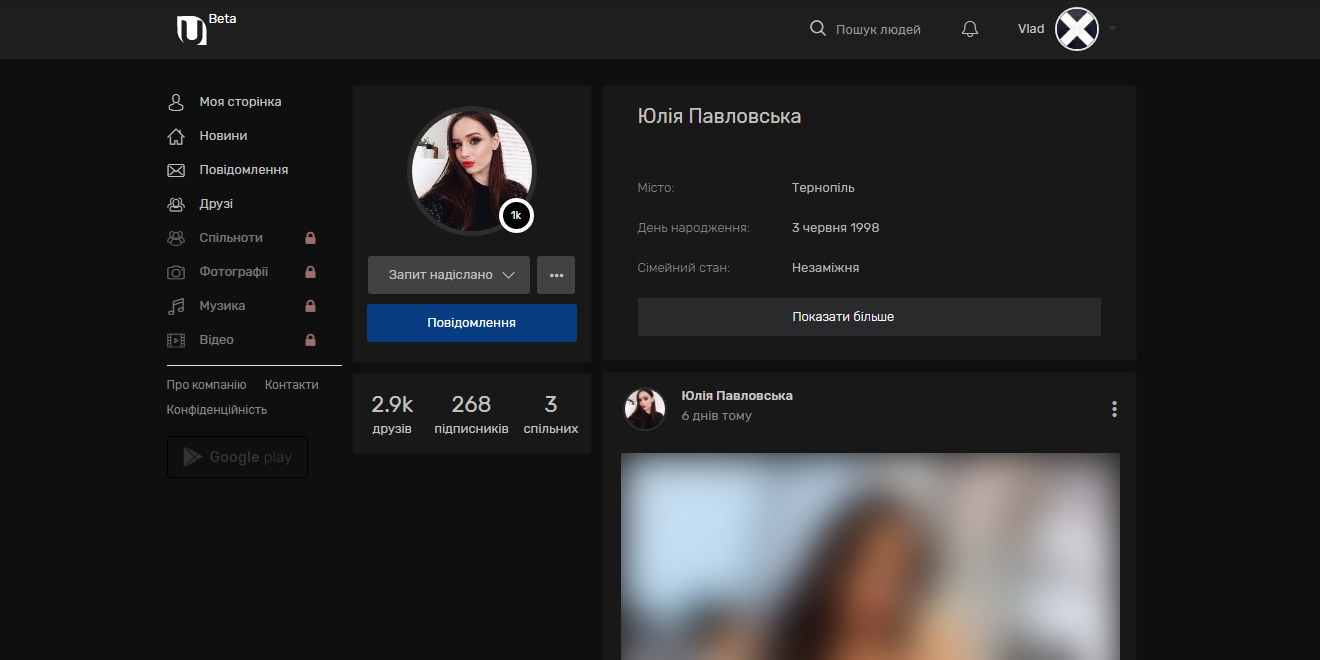 Beta
Пошук людей
Vlad
Моя сторінка
Новини
Повідомлення
Друзі
Спільноти
Фотографії
Музика
Відео
Про компанію Контакти
Конфіденційність
Google play
1k
Запит надіслано
Повідомлення
2.9k 268 3
друзів підписників спільних
Юлія Павловська
Місто: Тернопіль
День народження: 3 червня 1998
Сімейний стан: Незаміжня
Показати більше
Юлія Павловська
6 днів тому